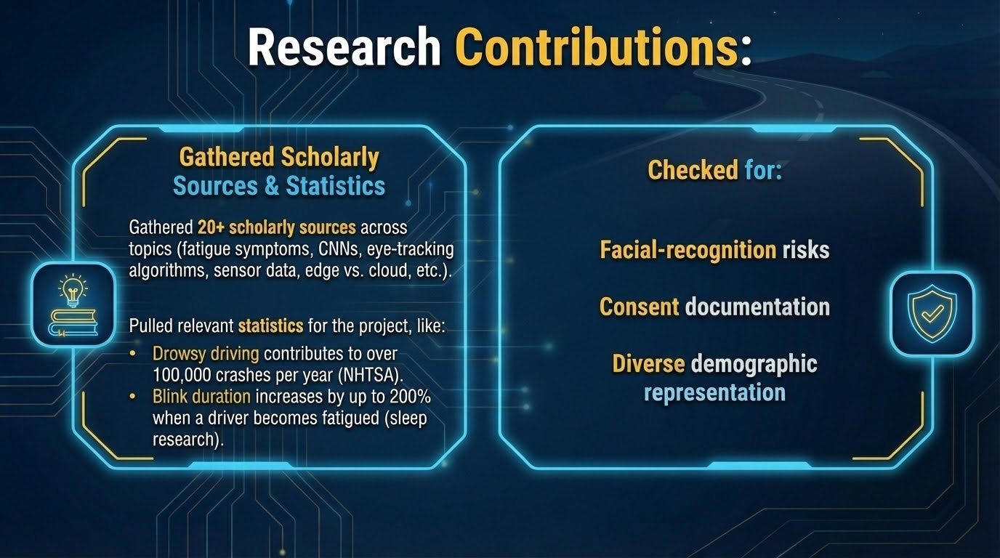 Research Contributions:
Gathered Scholarly
Sources & Statistics
Gathered 20+ scholarly sources across
topics (fatigue symptoms, CNNs, eye-tracking
algorithms, sensor data, edge vs. cloud, etc.).
Pulled relevant statistics for the project, like:
• Drowsy driving contributes to over
100,000 crashes per year (NHTSA).
• Blink duration increases by up to 200%
when a driver becomes fatigued (sleep
research).
Checked for:
Facial-recognition risks
Consent documentation
Diverse demographic
representation